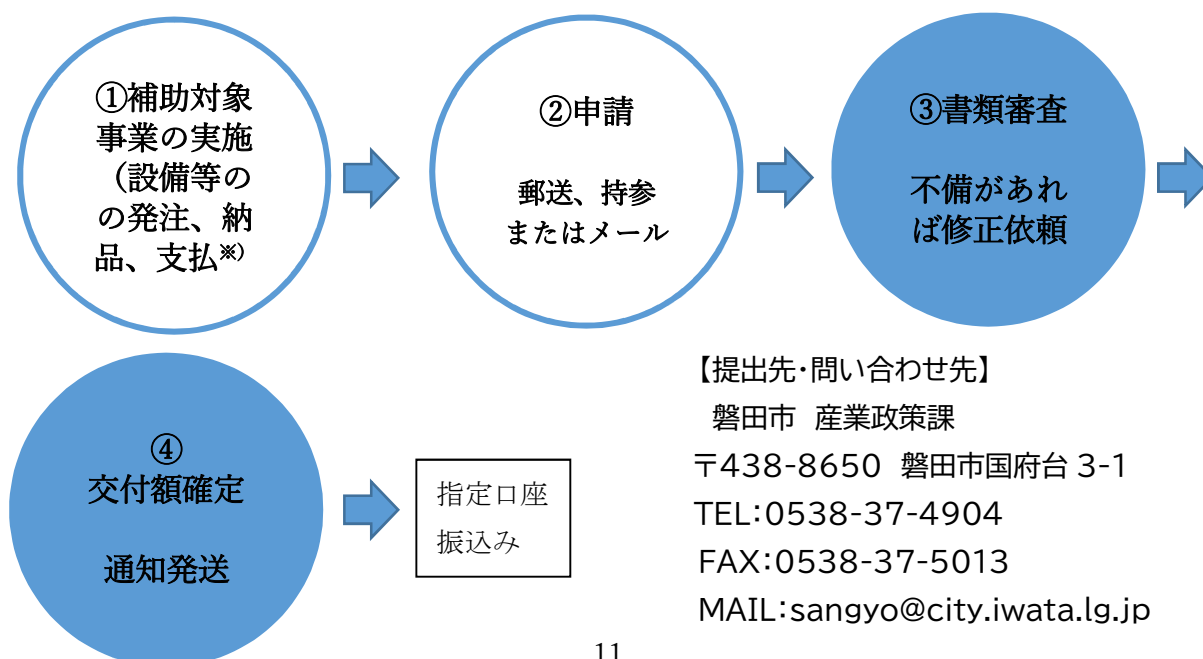 ①補助対象
事業の実施
（設備等の
の発注、納
品、支払※）
②申請
郵送、持参
またはメール
③書類審査
不備があれ
ば修正依頼
④
交付額確定
通知発送
指定口座
振込み
【提出先・問い合わせ先】
磐田市　産業政策課
〒438-8650　磐田市国府台 3-1
TEL：0538-37-4904
FAX：0538-37-5013
MAIL：sangyo@city.iwata.lg.jp
11